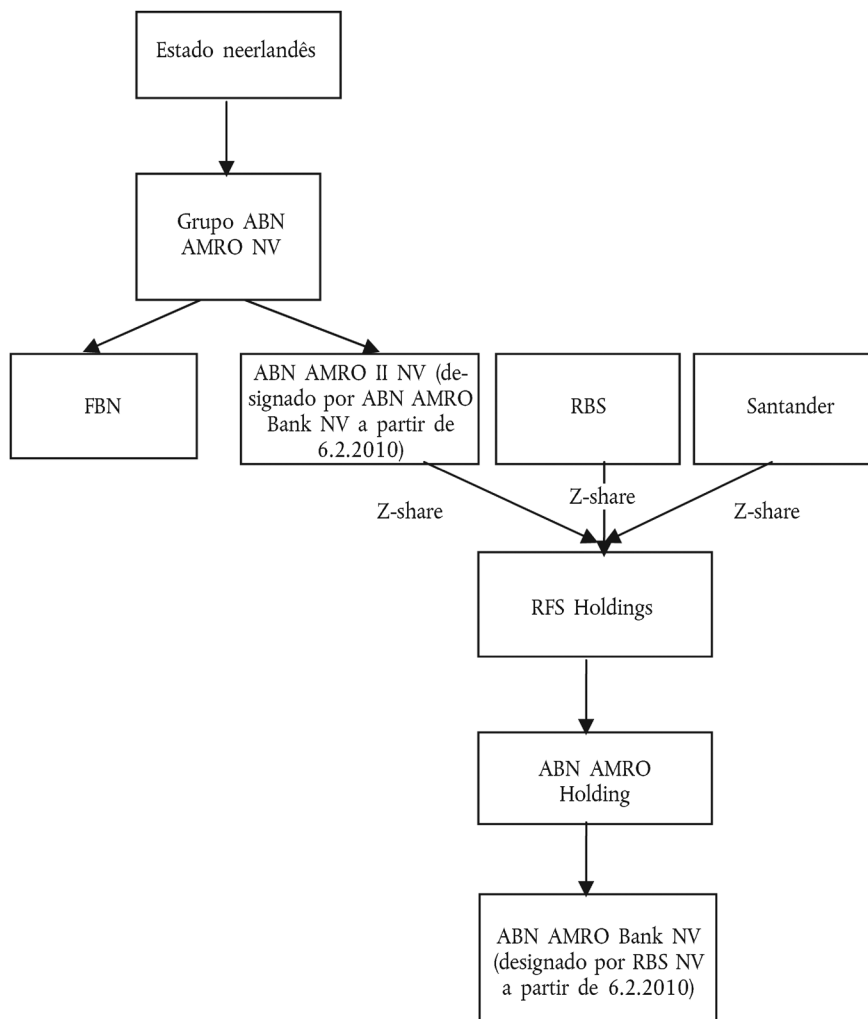 Estado neerlandês
Grupo ABN
AMRO NV
FBN
ABN AMRO II NV (de-
signado por ABN AMRO
Bank NV a partir de
6.2.2010)
RBS
Santander
Z-share
Z-share
Z-share
RFS Holdings
ABN AMRO
Holding
ABN AMRO Bank NV
(designado por RBS NV
a partir de 6.2.2010)